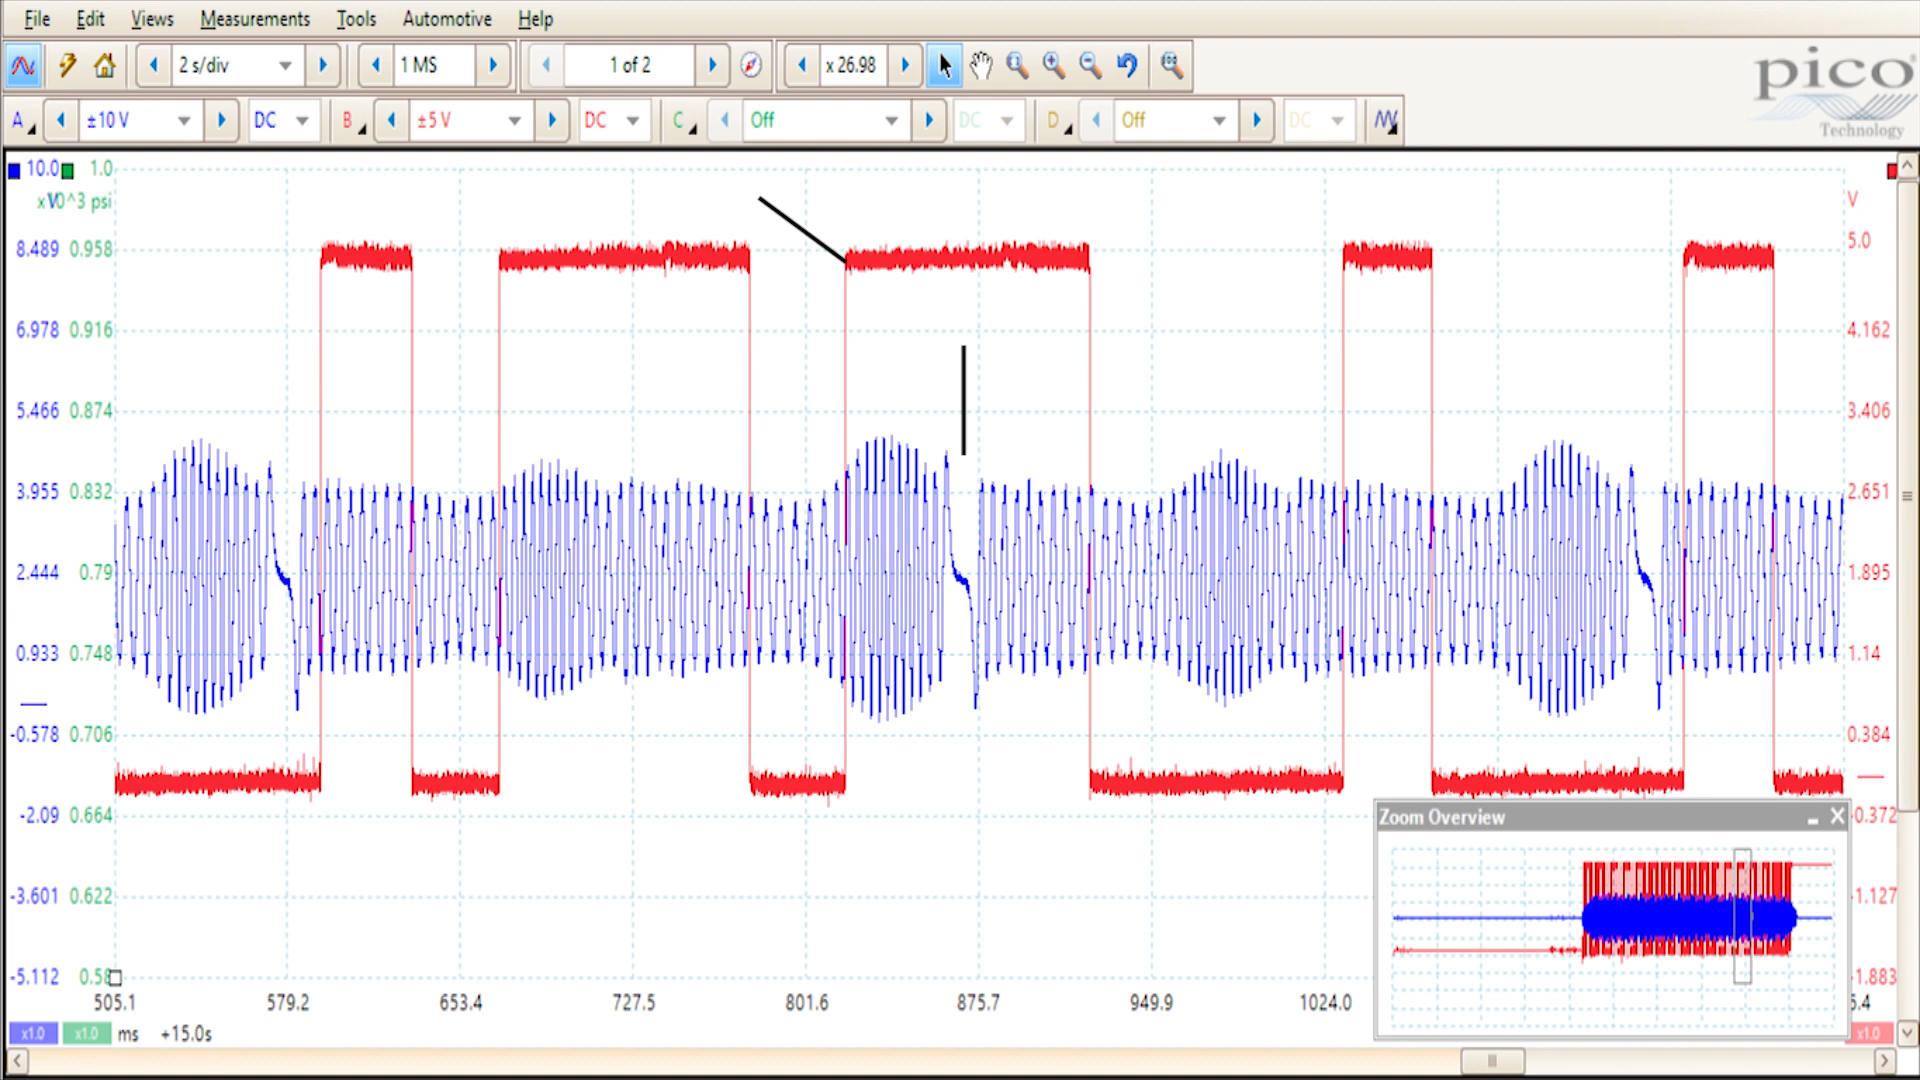 File Edit Views Measurements Tools Automotive Help
2 s/div 1 MS 1 of 2 x 26.98
pico
Technology
A ±10 V DC B ±5 V DC C Off DC D Off DC
10.0 1.0
x10^3 psi
V
8.489 0.958 5.0
6.978 0.916 4.162
5.466 0.874 3.406
3.955 0.832 2.651
2.444 0.79 1.895
0.933 0.748 1.14
-0.578 0.706 0.384
-2.09 0.664 -0.372
Zoom Overview
-3.601 0.622 -1.127
-5.112 0.58 -1.883
505.1 579.2 653.4 727.5 801.6 875.7 949.9 1024.0
x1.0 x1.0 ms +15.0s x1.0